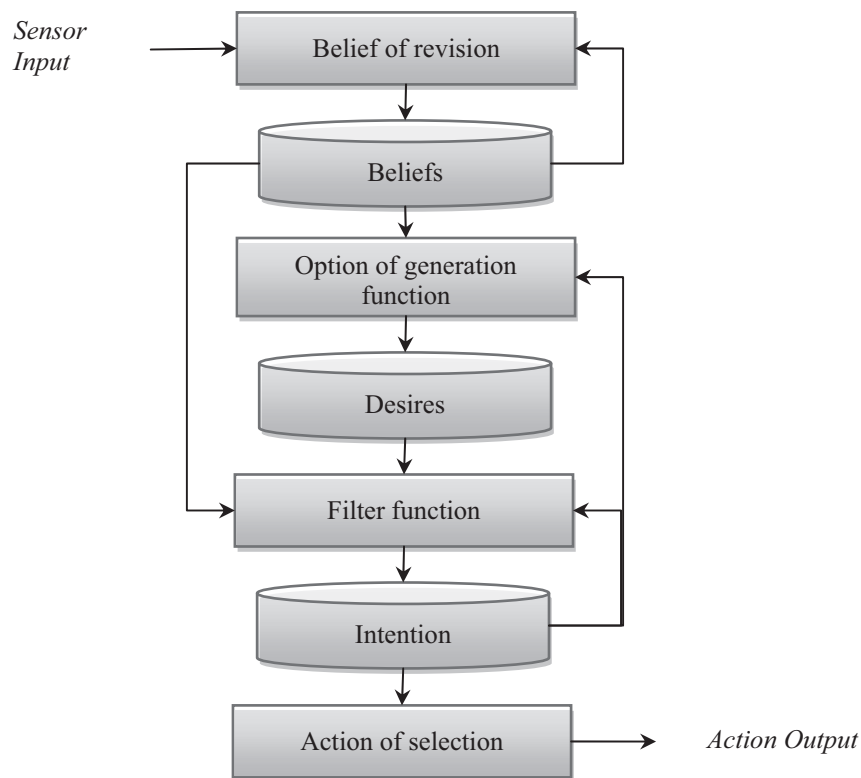 Sensor
Input
Belief of revision
Beliefs
Option of generation
function
Desires
Filter function
Intention
Action of selection
Action Output